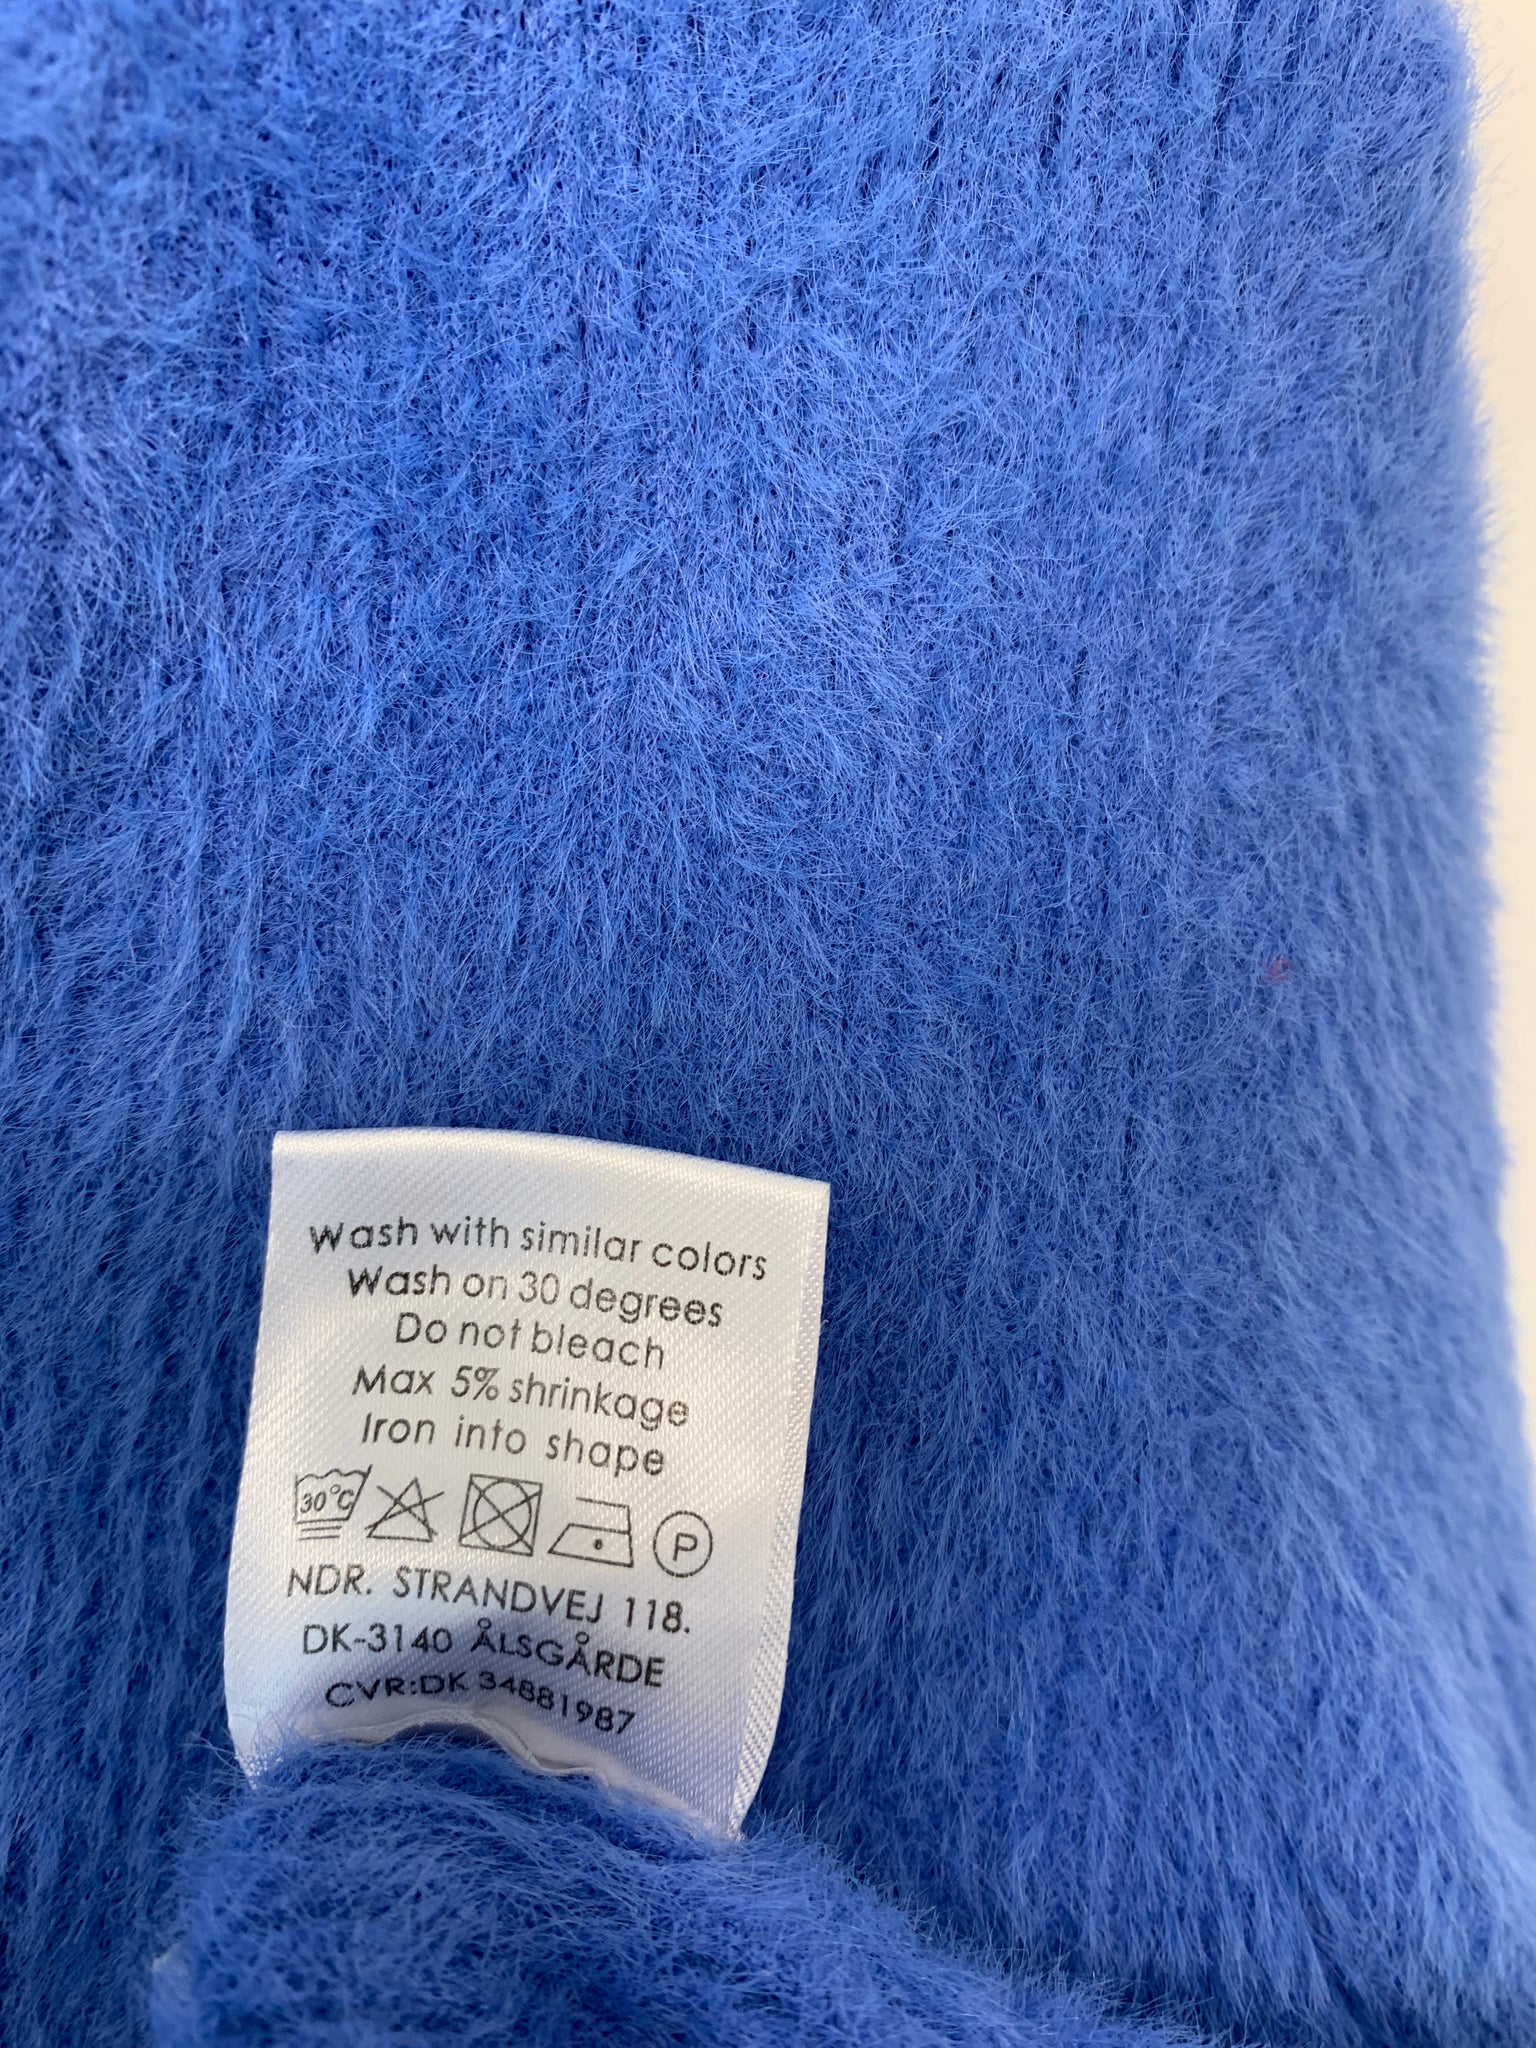 Wash with similar colors
Wash on 30 degrees
Do not bleach
Max 5% shrinkage
Iron into shape
30°C P
NDR. STRANDVEJ 118.
DK-3140 ÅLSGÅRDE
CVR:DK 34881987